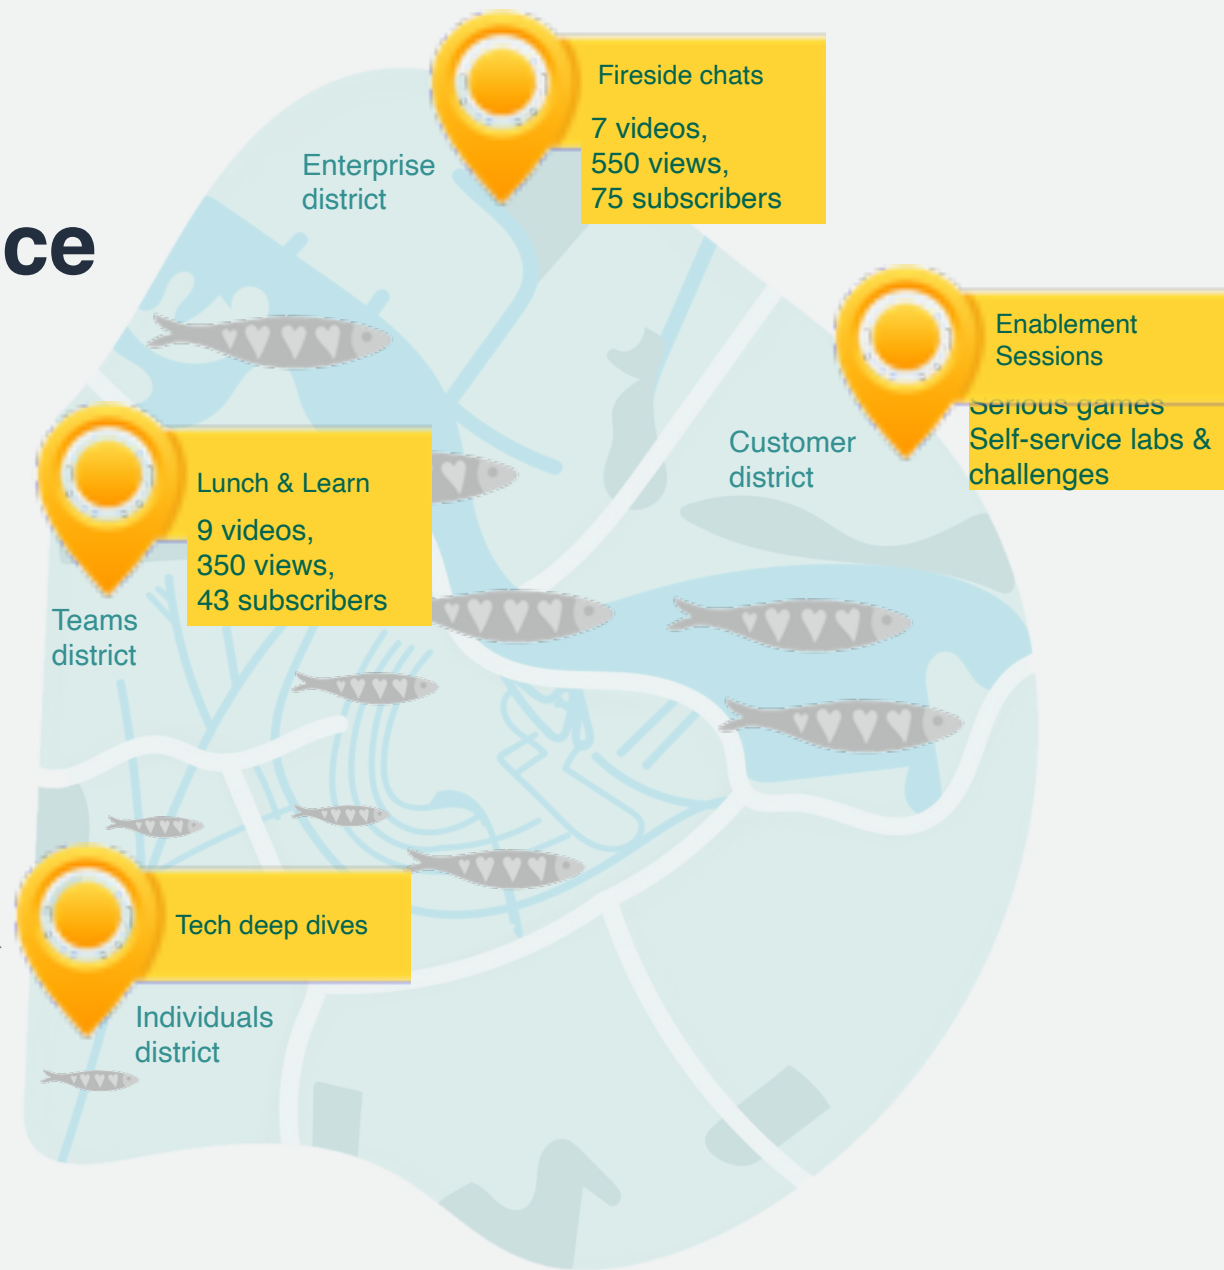 Fireside chats
7 videos,
550 views,
75 subscribers
Enterprise
district
ce
Enablement
Sessions
Serious games
Self-service labs &
challenges
Customer
district
Lunch & Learn
9 videos,
350 views,
43 subscribers
Teams
district
Tech deep dives
Individuals
district